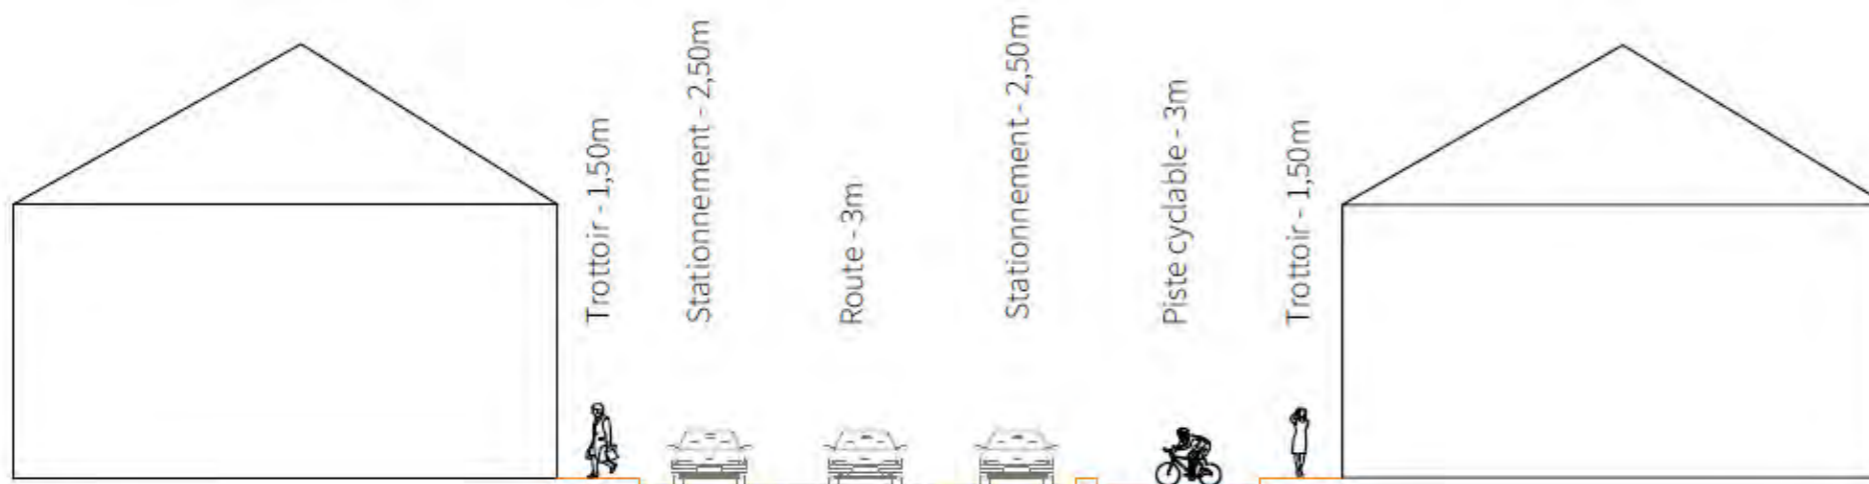 Trottoir - 1,50m
Stationnement - 2,50m
Route - 3m
Stationnement - 2,50m
Piste cyclable - 3m
Trottoir - 1,50m